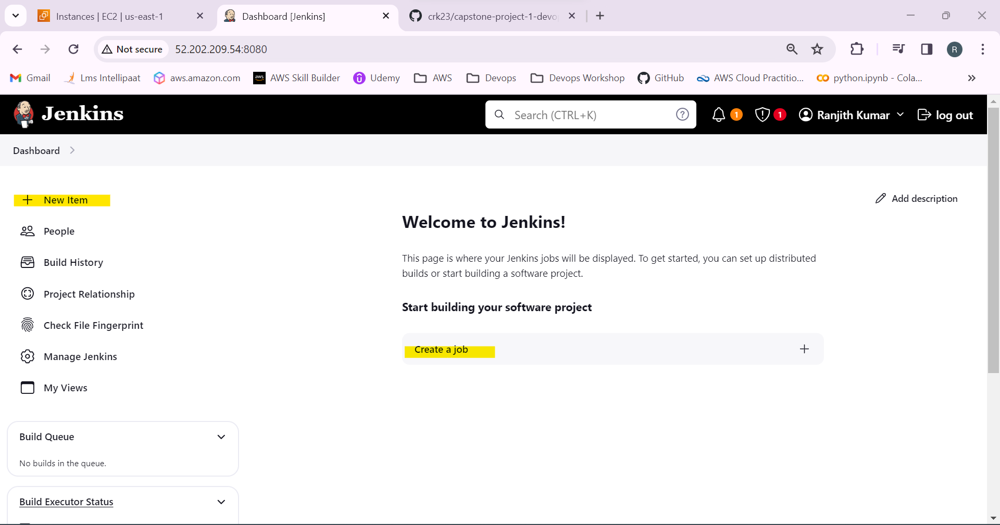 Instances | EC2 | us-east-1
Dashboard [Jenkins]
crk23/capstone-project-1-devo
Not secure
52.202.209.54:8080
R
Gmail
Lms Intellipaat
aws.amazon.com
aws
AWS Skill Builder
Udemy
AWS
Devops
Devops Workshop
GitHub
AWS Cloud Practitio...
python.ipynb - Cola...
Jenkins
Search (CTRL+K)
1
1
Ranjith Kumar
log out
Dashboard
New Item
People
Build History
Project Relationship
Check File Fingerprint
Manage Jenkins
My Views
Build Queue
No builds in the queue.
Build Executor Status
Add description
Welcome to Jenkins!
This page is where your Jenkins jobs will be displayed. To get started, you can set up distributed
builds or start building a software project.
Start building your software project
Create a job